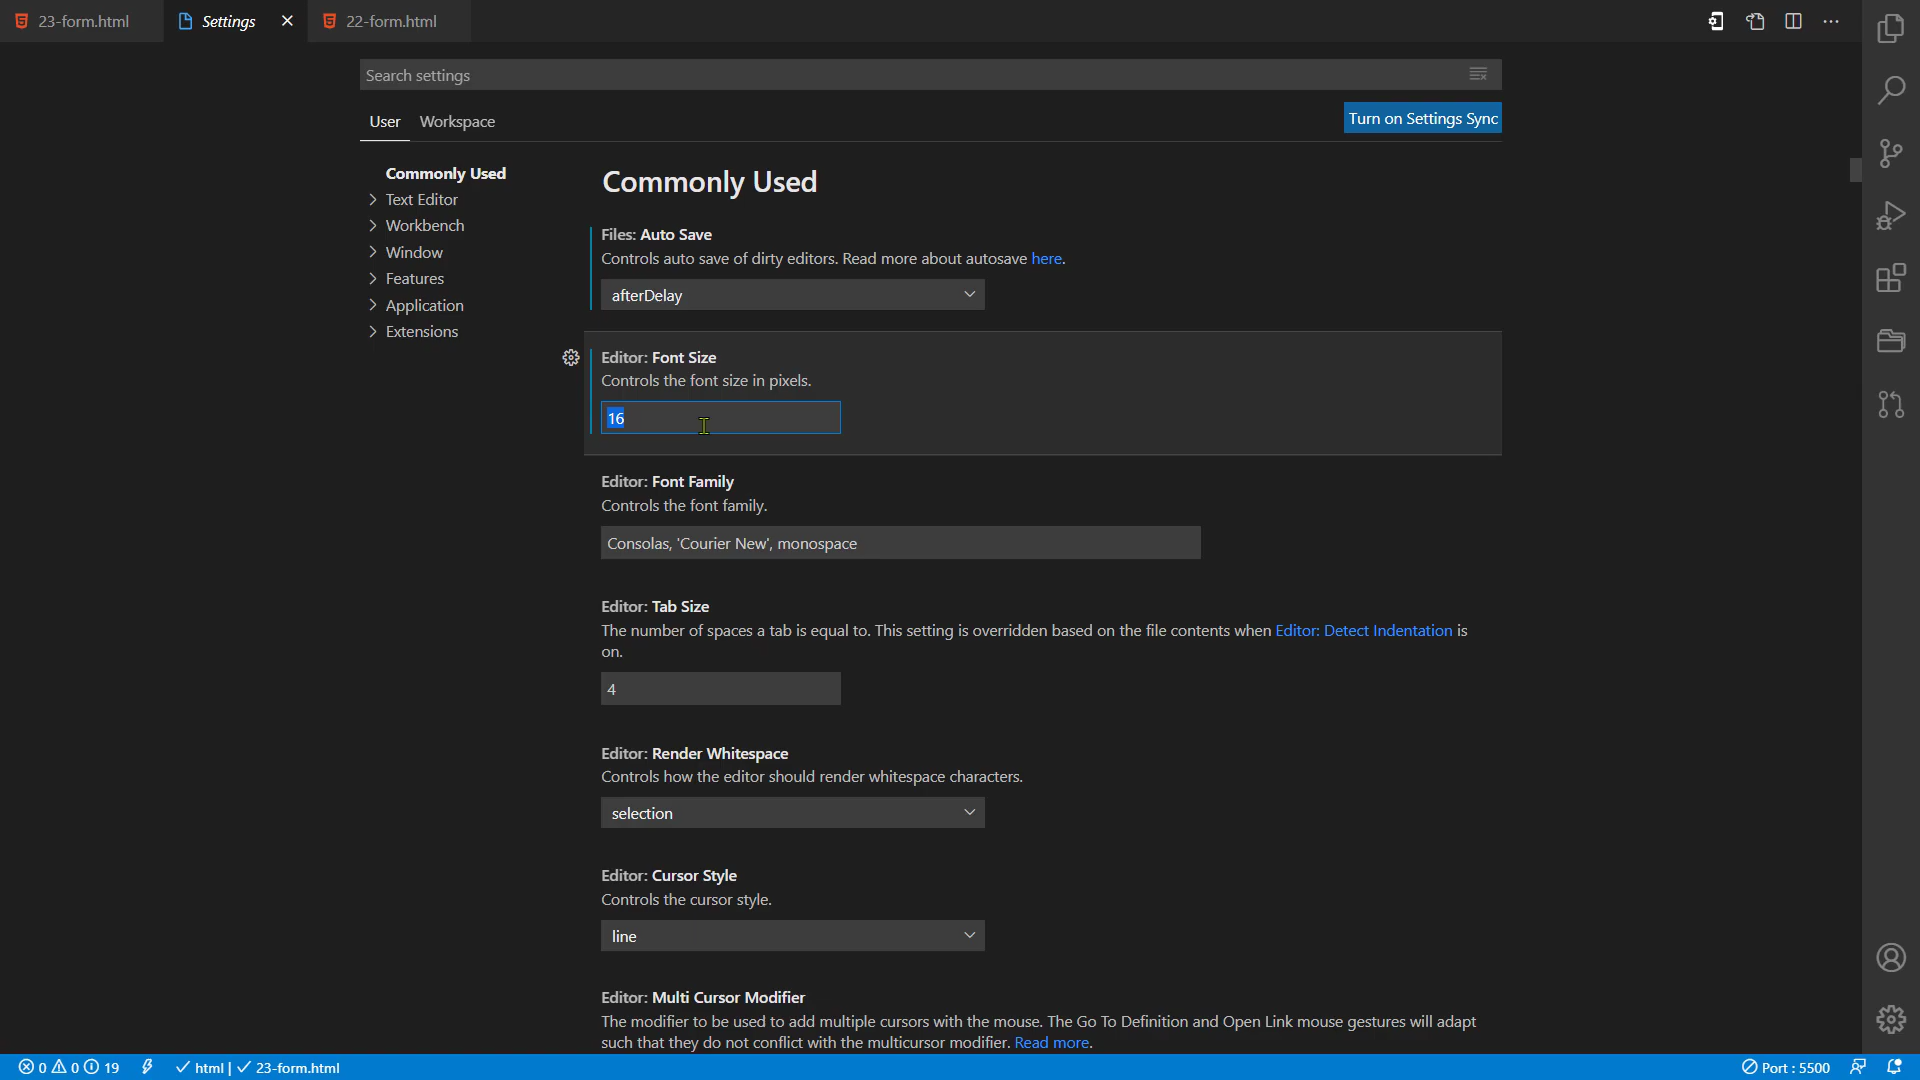 23-form.html
Settings
22-form.html
Search settings
User
Workspace
Turn on Settings Sync
Commonly Used
Text Editor
Workbench
Window
Features
Application
Extensions
Commonly Used
Files: Auto Save
Controls auto save of dirty editors. Read more about autosave here.
afterDelay
Editor: Font Size
Controls the font size in pixels.
16
Editor: Font Family
Controls the font family.
Consolas, 'Courier New', monospace
Editor: Tab Size
The number of spaces a tab is equal to. This setting is overridden based on the file contents when Editor: Detect Indentation is
on.
4
Editor: Render Whitespace
Controls how the editor should render whitespace characters.
selection
Editor: Cursor Style
Controls the cursor style.
line
Editor: Multi Cursor Modifier
The modifier to be used to add multiple cursors with the mouse. The Go To Definition and Open Link mouse gestures will adapt
such that they do not conflict with the multicursor modifier. Read more.
0 0 19 html | 23-form.html
Port : 5500